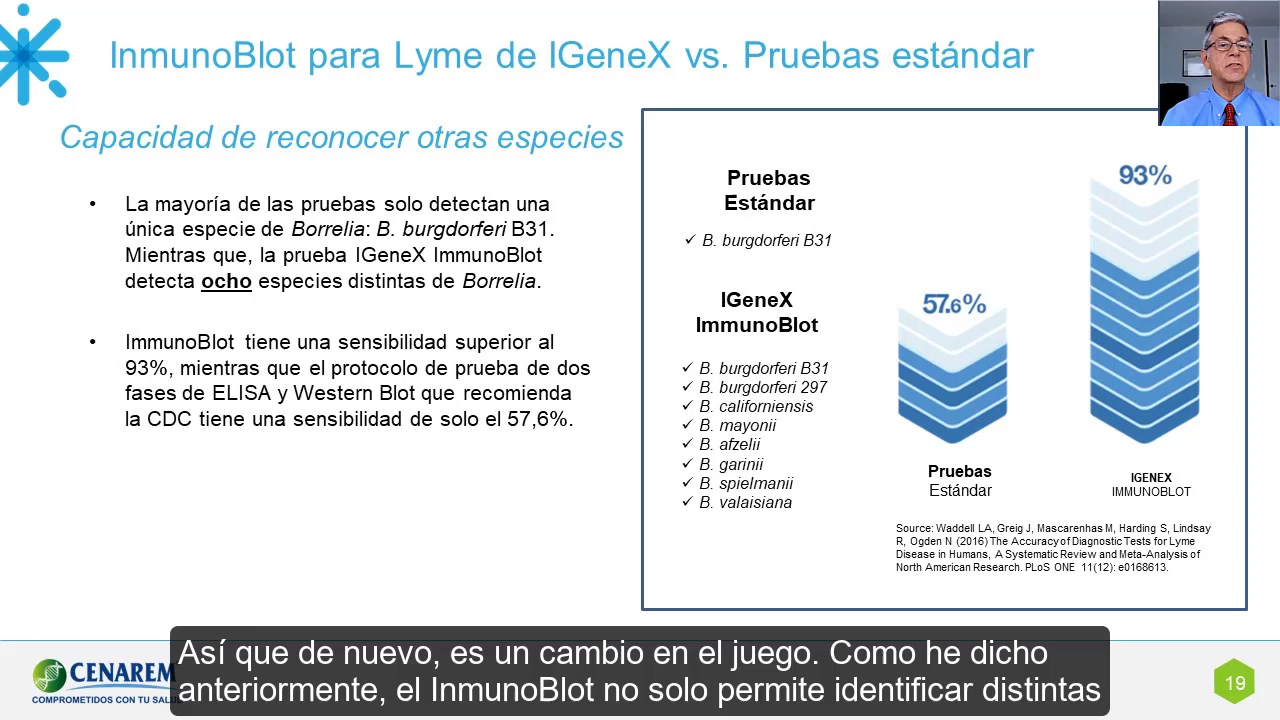 InmunoBlot para Lyme de IGeneX vs. Pruebas estándar
Capacidad de reconocer otras especies
• La mayoría de las pruebas solo detectan una
única especie de Borrelia: B. burgdorferi B31.
Mientras que, la prueba IGeneX ImmunoBlot
detecta ocho especies distintas de Borrelia.
• ImmunoBlot tiene una sensibilidad superior al
93%, mientras que el protocolo de prueba de dos
fases de ELISA y Western Blot que recomienda
la CDC tiene una sensibilidad de solo el 57,6%.
Pruebas
Estándar
✓ B. burgdorferi B31
IGeneX
ImmunoBlot
✓ B. burgdorferi B31
✓ B. burgdorferi 297
✓ B. californiensis
✓ B. mayonii
✓ B. afzelii
✓ B. garinii
✓ B. spielmanii
✓ B. valaisiana
57.6%
Pruebas
Estándar
93%
IGENEX
IMMUNOBLOT
Source: Waddell LA, Greig J, Mascarenhas M, Harding S, Lindsay
R, Ogden N (2016) The Accuracy of Diagnostic Tests for Lyme
Disease in Humans, A Systematic Review and Meta-Analysis of
North American Research. PLoS ONE 11(12): e0168613.
Así que de nuevo, es un cambio en el juego. Como he dicho
anteriormente, el InmunoBlot no solo permite identificar distintas
CENAREM
COMPROMETIDOS CON TU SALUD
19